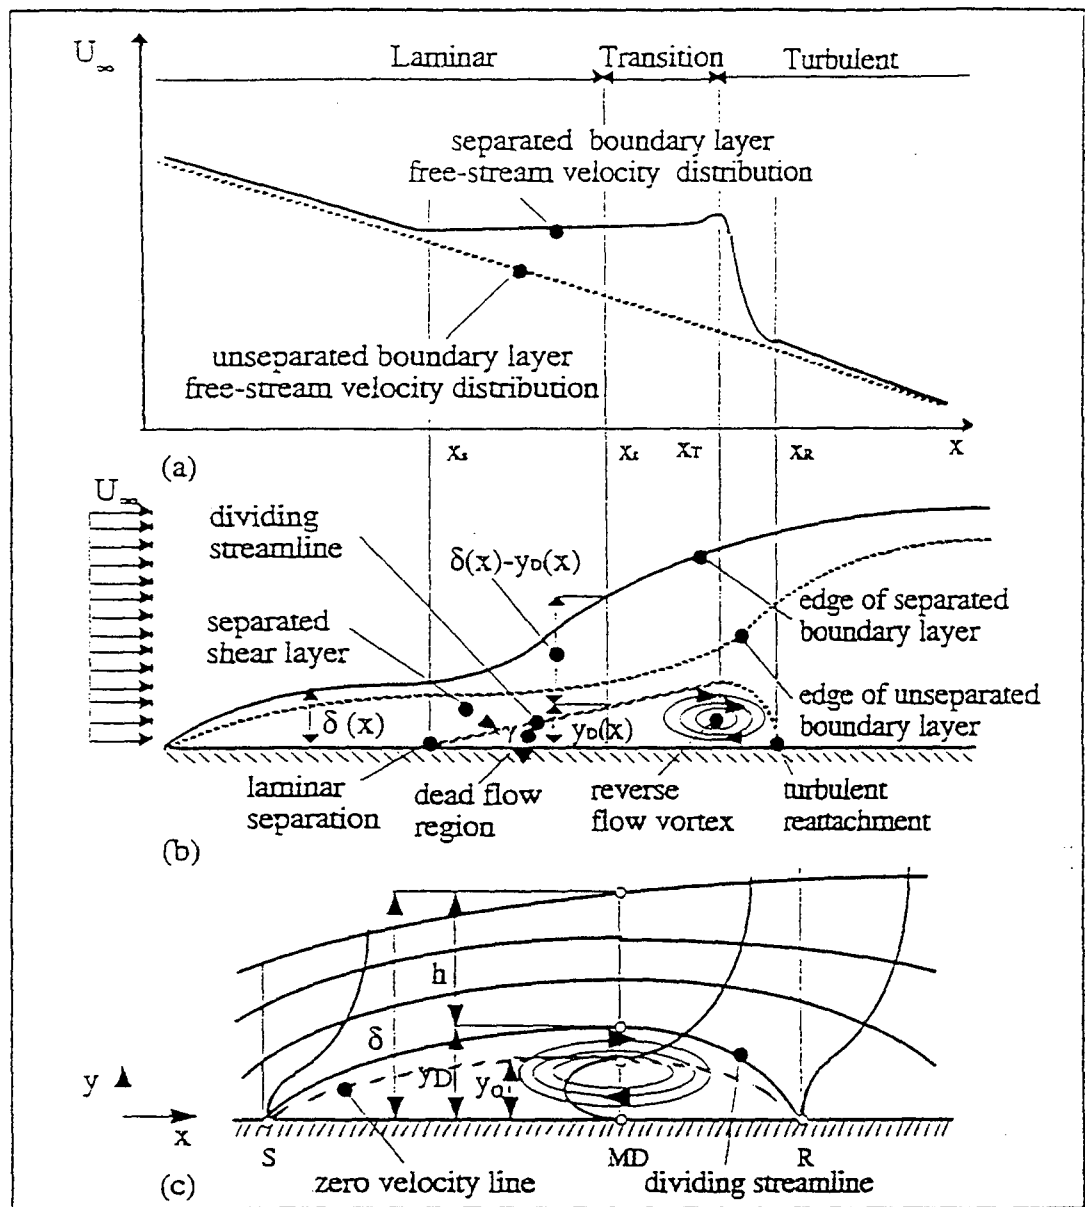 U∞
Laminar
Transition
Turbulent
separated boundary layer
free-stream velocity distribution
unseparated boundary layer
free-stream velocity distribution
xs
xt
xT
xR
x
(a)
U∞
dividing
streamline
δ(x)-yD(x)
separated
shear layer
edge of separated
boundary layer
δ(x)
γ
yD(x)
edge of unseparated
boundary layer
laminar
separation
dead flow
region
reverse
flow vortex
turbulent
reattachment
(b)
h
δ
yD
yo
y
x
S
MD
R
zero velocity line
dividing streamline
(c)